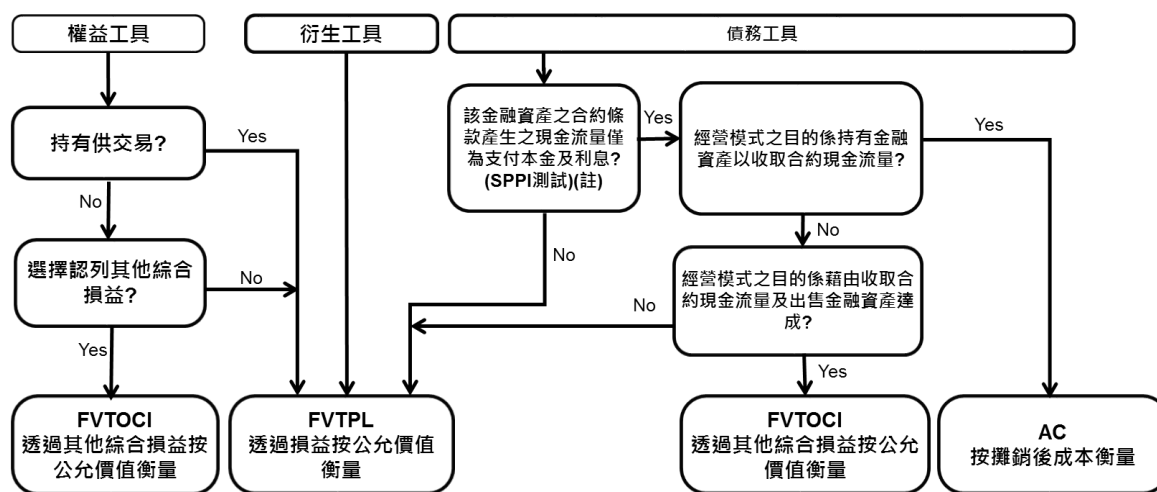 權益工具
衍生工具
債務工具
持有供交易?
Yes
該金融資產之合約條
款產生之現金流量僅
為支付本金及利息?
(SPPI測試)(註)
Yes
經營模式之目的係持有金融
資產以收取合約現金流量?
Yes
No
選擇認列其他綜合
損益?
No
No
No
經營模式之目的係藉由收取合
約現金流量及出售金融資產達
成?
No
Yes
Yes
FVTOCI
透過其他綜合損益按
公允價值衡量
FVTPL
透過損益按公允價值
衡量
FVTOCI
透過其他綜合損益按公允
價值衡量
AC
按攤銷後成本衡量